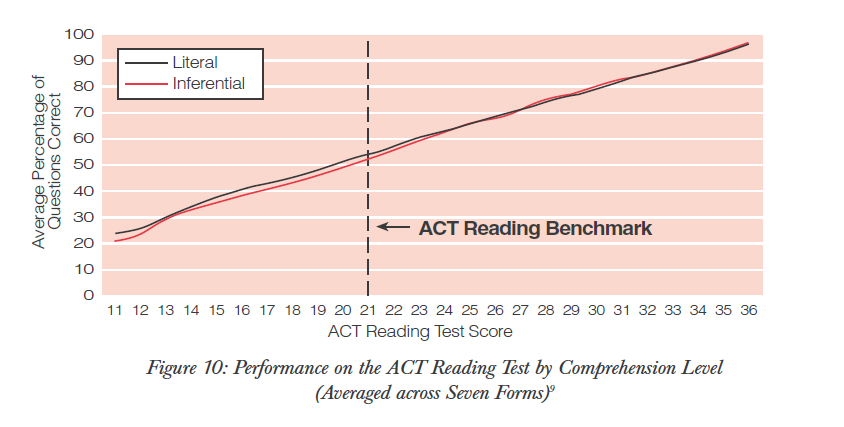 100
90
80
70
60
50
40
30
20
10
0
Average Percentage of
Questions Correct
Literal
Inferential
ACT Reading Benchmark
11 12 13 14 15 16 17 18 19 20 21 22 23 24 25 26 27 28 29 30 31 32 33 34 35 36
ACT Reading Test Score
Figure 10: Performance on the ACT Reading Test by Comprehension Level
(Averaged across Seven Forms)⁹